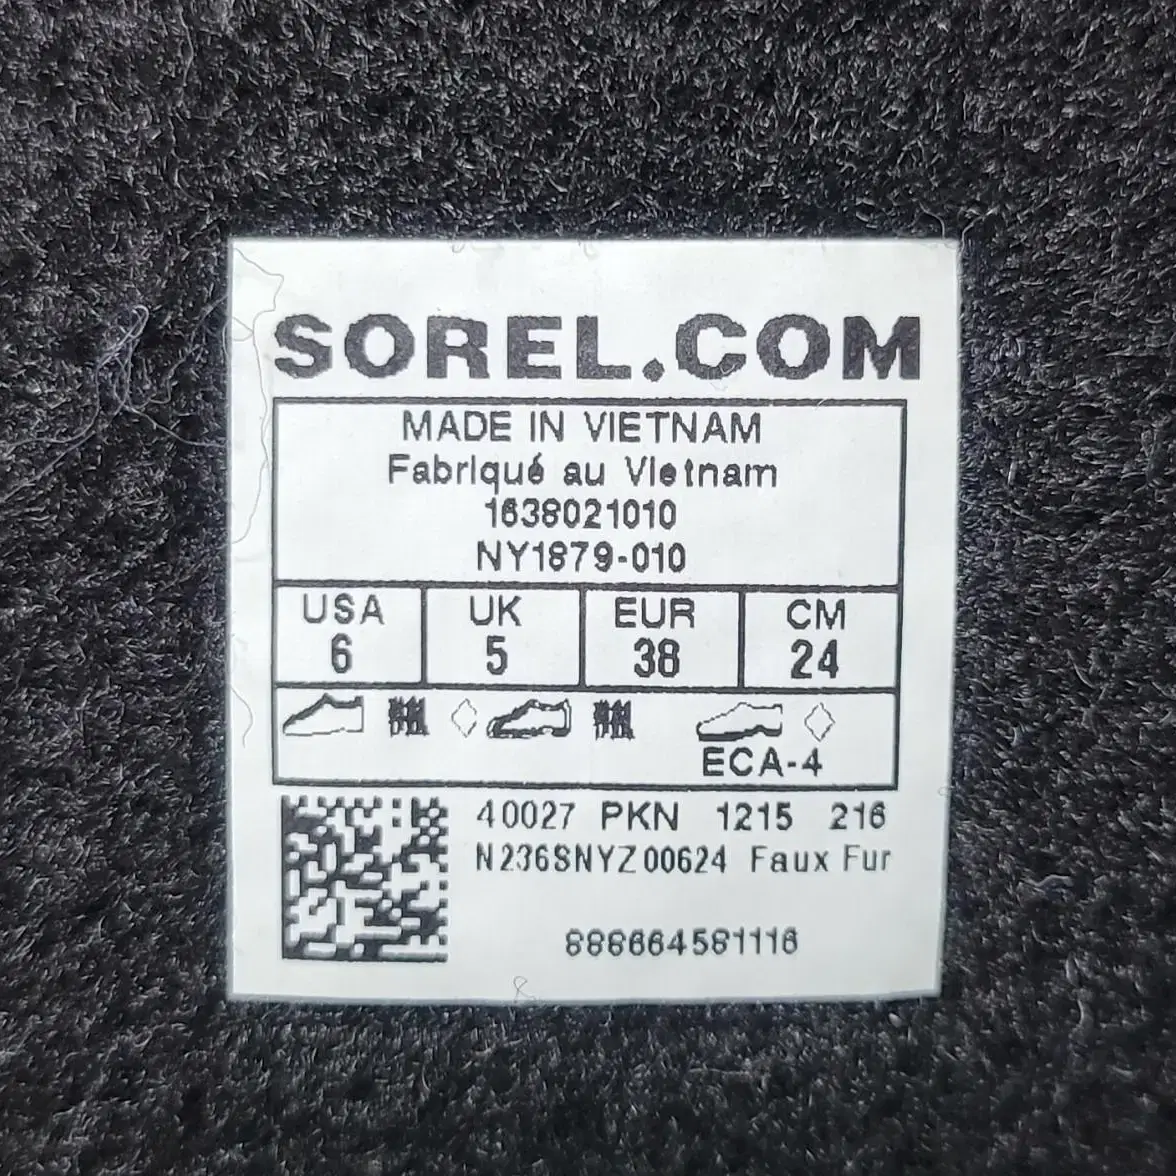 SOREL.COM
MADE IN VIETNAM
Fabriqué au Vietnam
1638021010
NY1879-010
USA UK EUR CM
6 5 38 24
ECA-4
40027 PKN 1215 216
N236SNYZ00624 Faux Fur
888664581116